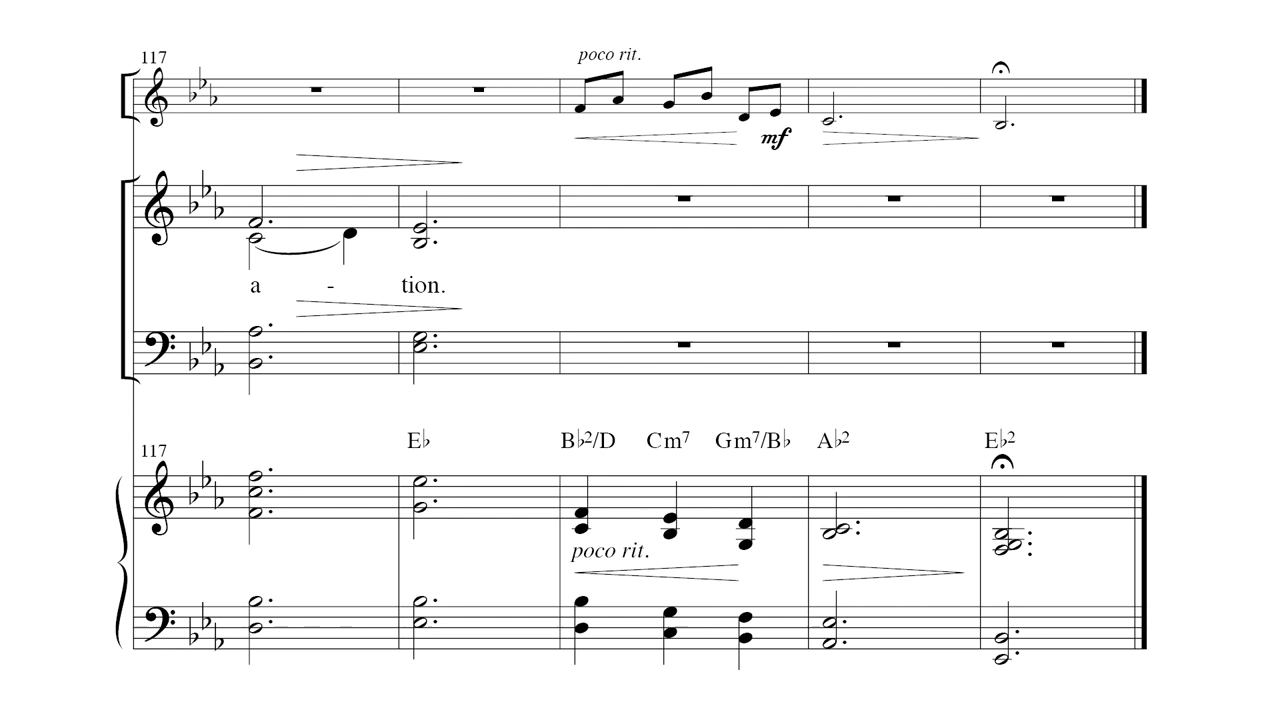 117
poco rit.
mf
a - tion.
117
E♭ B♭2/D Cm7 Gm7/B♭ A♭2 E♭2
poco rit.